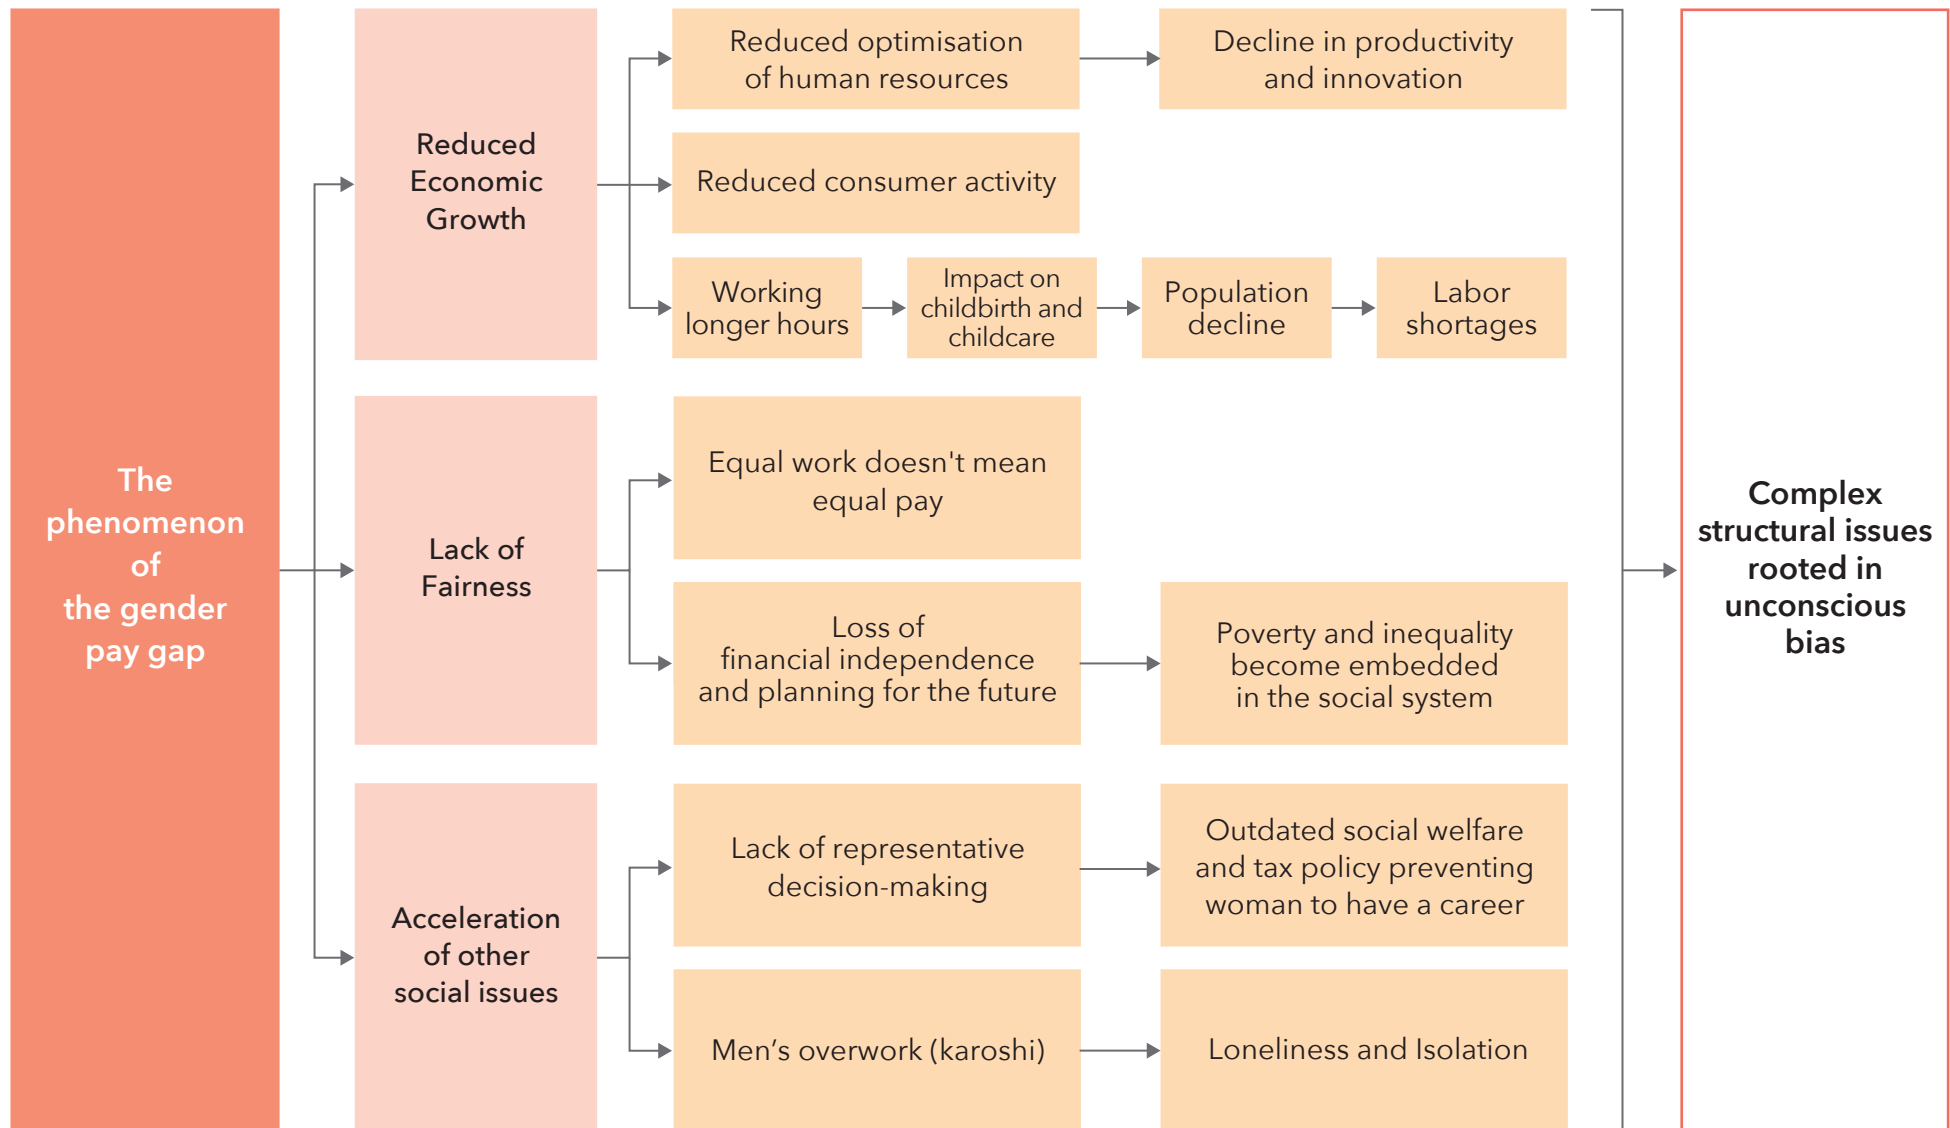 The
phenomenon
of
the gender
pay gap
Reduced
Economic
Growth
Reduced optimisation
of human resources
Decline in productivity
and innovation
Reduced consumer activity
Working
longer hours
Impact on
childbirth and
childcare
Population
decline
Labor
shortages
Lack of
Fairness
Equal work doesn't mean
equal pay
Loss of
financial independence
and planning for the future
Poverty and inequality
become embedded
in the social system
Acceleration
of other
social issues
Lack of representative
decision-making
Outdated social welfare
and tax policy preventing
woman to have a career
Men’s overwork (karoshi)
Loneliness and Isolation
Complex
structural issues
rooted in
unconscious
bias